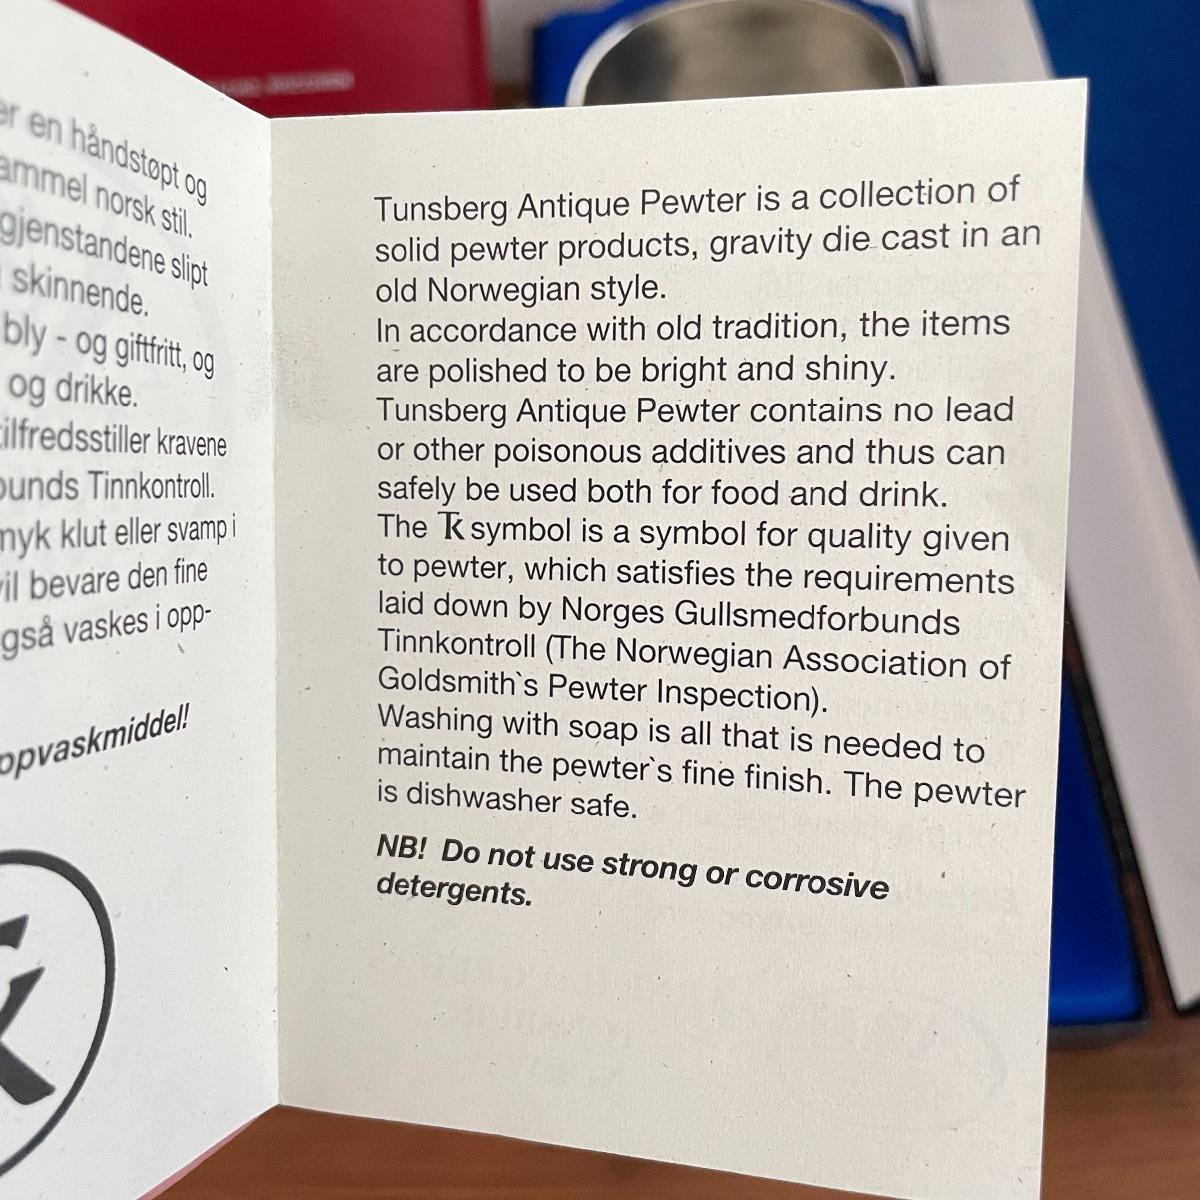 er en håndstøpt og
ammel norsk stil.
gjenstandene slipt
skinnende.
bly - og giftfritt, og
og drikke.
tilfredsstiller kravene
bunds Tinnkontroll.
myk klut eller svamp i
vil bevare den fine
også vaskes i opp-
oppvaskmiddel!
Tunsberg Antique Pewter is a collection of
solid pewter products, gravity die cast in an
old Norwegian style.
In accordance with old tradition, the items
are polished to be bright and shiny.
Tunsberg Antique Pewter contains no lead
or other poisonous additives and thus can
safely be used both for food and drink.
The TK symbol is a symbol for quality given
to pewter, which satisfies the requirements
laid down by Norges Gullsmedforbunds
Tinnkontroll (The Norwegian Association of
Goldsmith`s Pewter Inspection).
Washing with soap is all that is needed to
maintain the pewter`s fine finish. The pewter
is dishwasher safe.
NB! Do not use strong or corrosive
detergents.